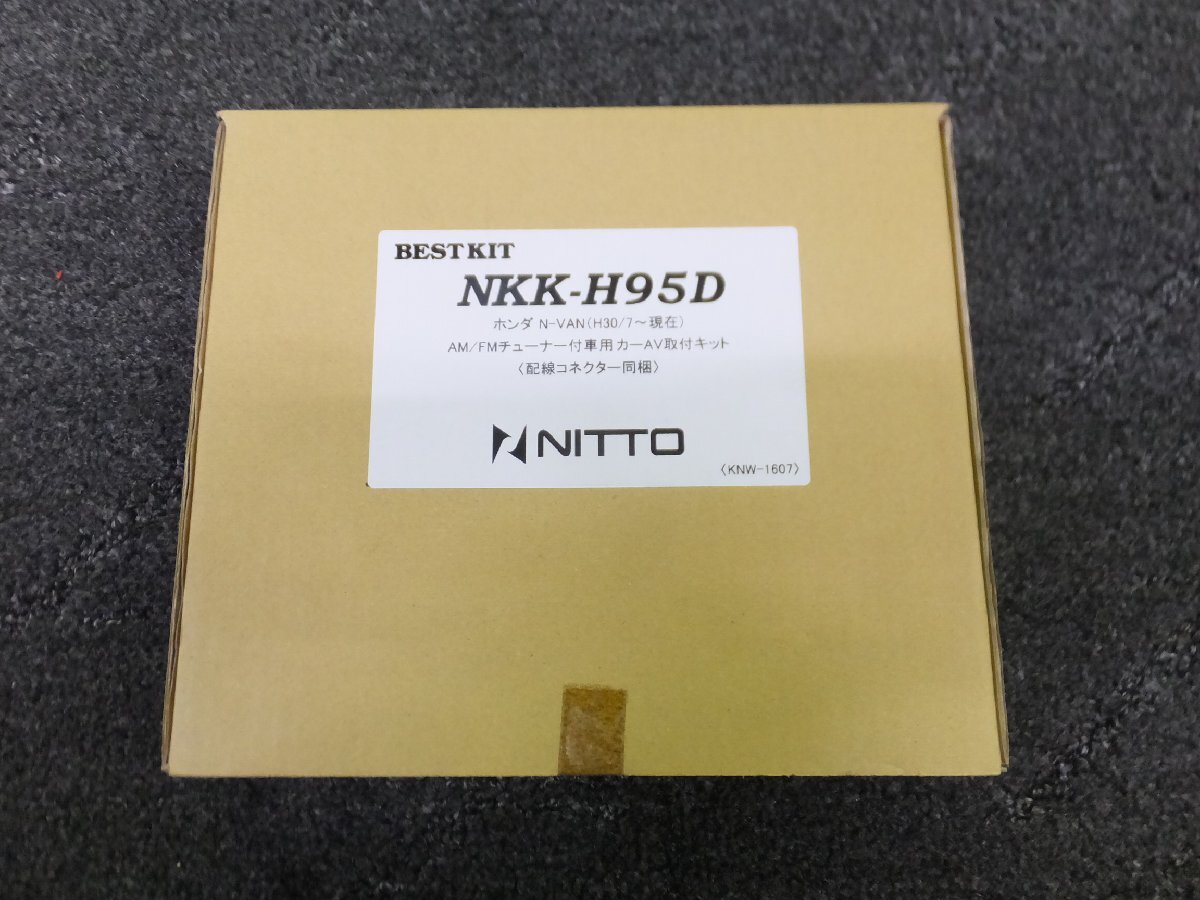 BEST KIT
NKK-H95D
ホンダ N-VAN(H30/7～現在)
AM/FMチューナー付車用カーAV取付キット
〈配線コネクター同梱〉
NITTO
〈KNW-1607〉